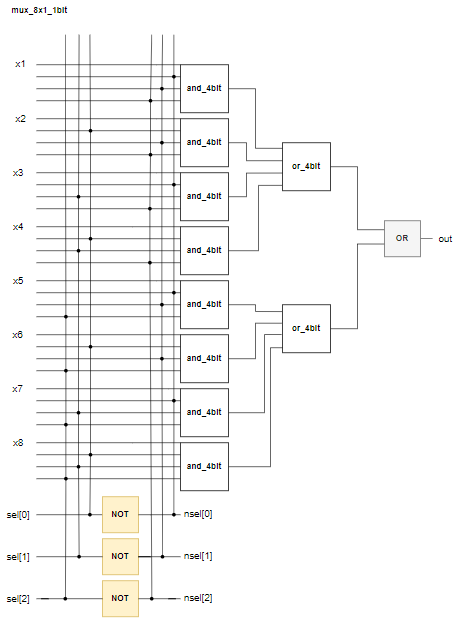 mux_8x1_1bit
x1
and_4bit
x2
and_4bit
or_4bit
x3
and_4bit
x4
and_4bit
OR
out
x5
and_4bit
or_4bit
x6
and_4bit
x7
and_4bit
x8
and_4bit
sel[0]
NOT
nsel[0]
sel[1]
NOT
nsel[1]
sel[2]
NOT
nsel[2]